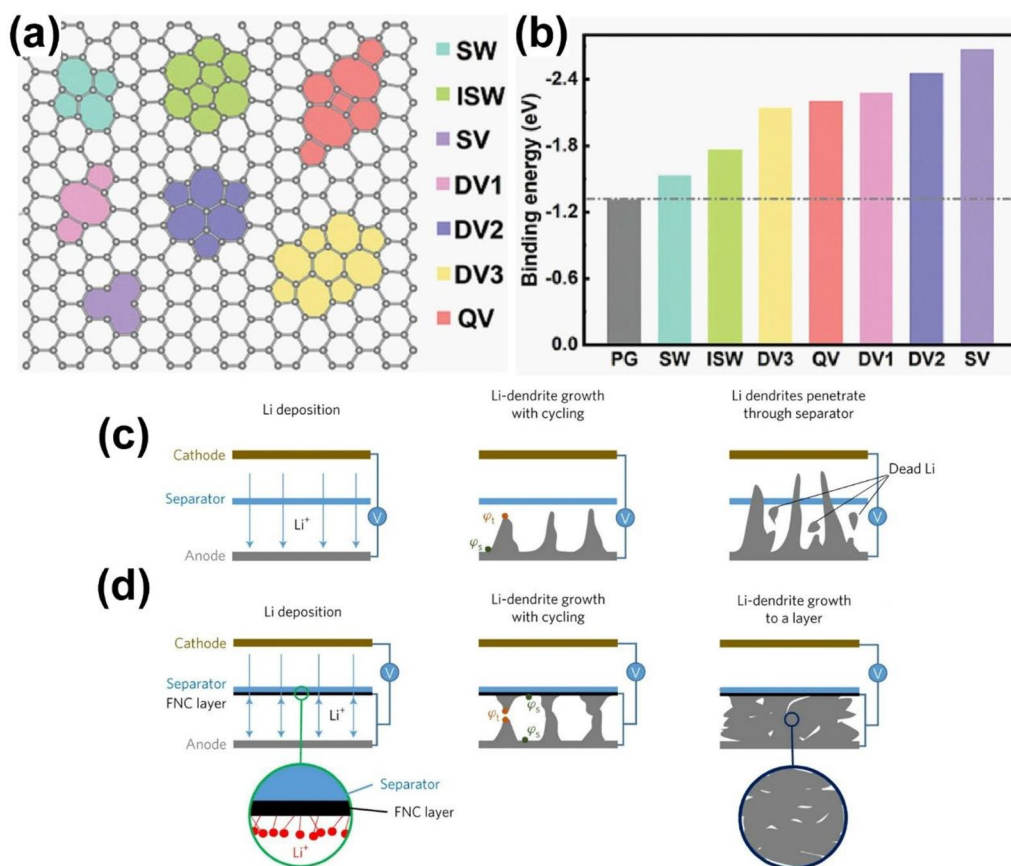 (a)
SW
ISW
SV
DV1
DV2
DV3
QV
(b)
Binding energy (eV)
-2.4
-1.8
-1.2
-0.6
0.0
PG SW ISW DV3 QV DV1 DV2 SV
(c)
Li deposition
Li-dendrite growth
with cycling
Li dendrites penetrate
through separator
Cathode
Separator
Li⁺
Anode
V
φt
φs
V
Dead Li
V
(d)
Li deposition
Li-dendrite growth
with cycling
Li-dendrite growth
to a layer
Cathode
Separator
FNC layer
Li⁺
Anode
V
φs
φt
φs
V
V
Separator
FNC layer
Li⁺